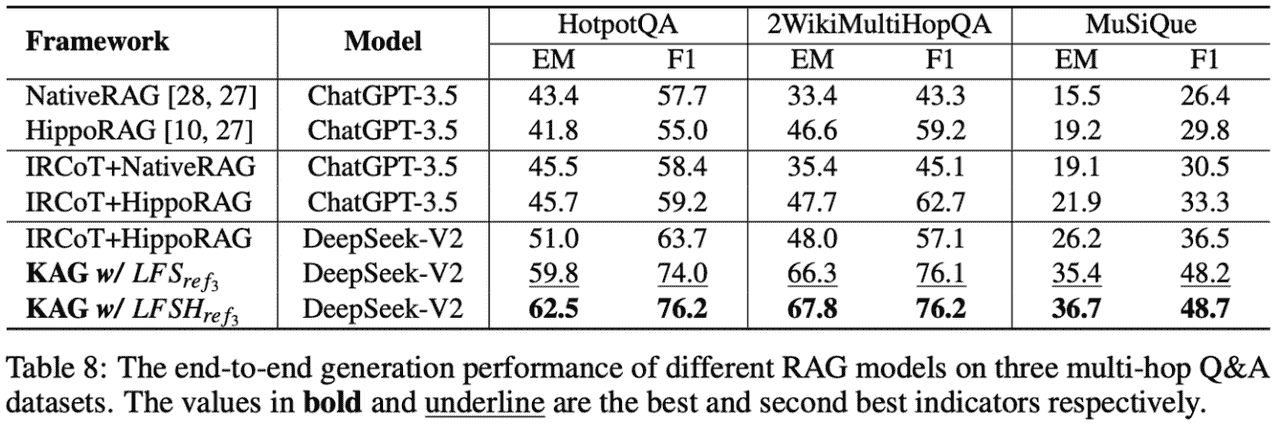 Framework Model HotpotQA 2WikiMultiHopQA MuSiQue
EM F1 EM F1 EM F1
NativeRAG [28, 27] ChatGPT-3.5 43.4 57.7 33.4 43.3 15.5 26.4
HippoRAG [10, 27] ChatGPT-3.5 41.8 55.0 46.6 59.2 19.2 29.8
IRCoT+NativeRAG ChatGPT-3.5 45.5 58.4 35.4 45.1 19.1 30.5
IRCoT+HippoRAG ChatGPT-3.5 45.7 59.2 47.7 62.7 21.9 33.3
IRCoT+HippoRAG DeepSeek-V2 51.0 63.7 48.0 57.1 26.2 36.5
KAG w/ LFSref3 DeepSeek-V2 59.8 74.0 66.3 76.1 35.4 48.2
KAG w/ LFSHref3 DeepSeek-V2 62.5 76.2 67.8 76.2 36.7 48.7
Table 8: The end-to-end generation performance of different RAG models on three multi-hop Q&A
datasets. The values in bold and underline are the best and second best indicators respectively.